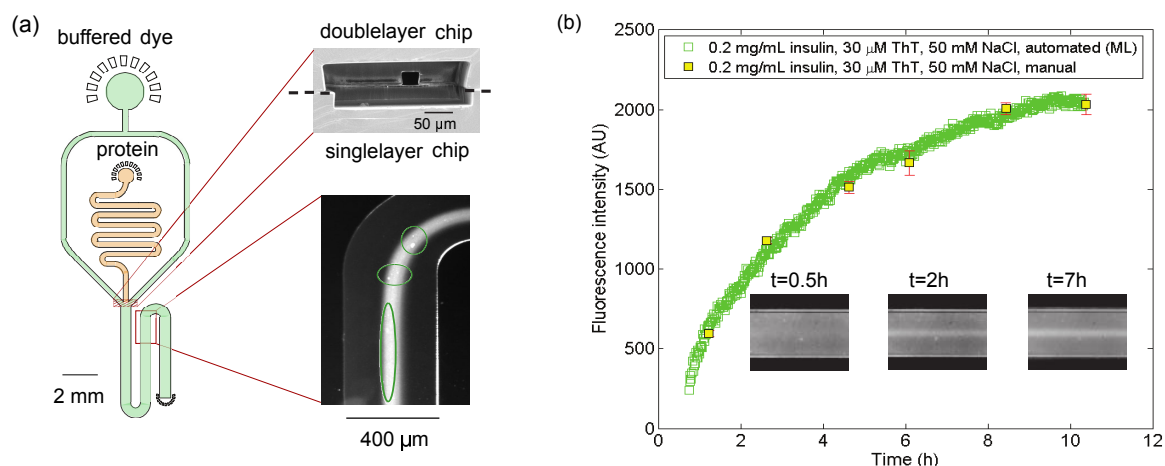 (a)
doublelayer chip
buffered dye
50 µm
protein
singlelayer chip
2 mm
400 µm
(b)
2500
2000
1500
1000
500
0
Fluorescence intensity (AU)
0.2 mg/mL insulin, 30 µM ThT, 50 mM NaCl, automated (ML)
0.2 mg/mL insulin, 30 µM ThT, 50 mM NaCl, manual
t=0.5h
t=2h
t=7h
0 2 4 6 8 10 12
Time (h)